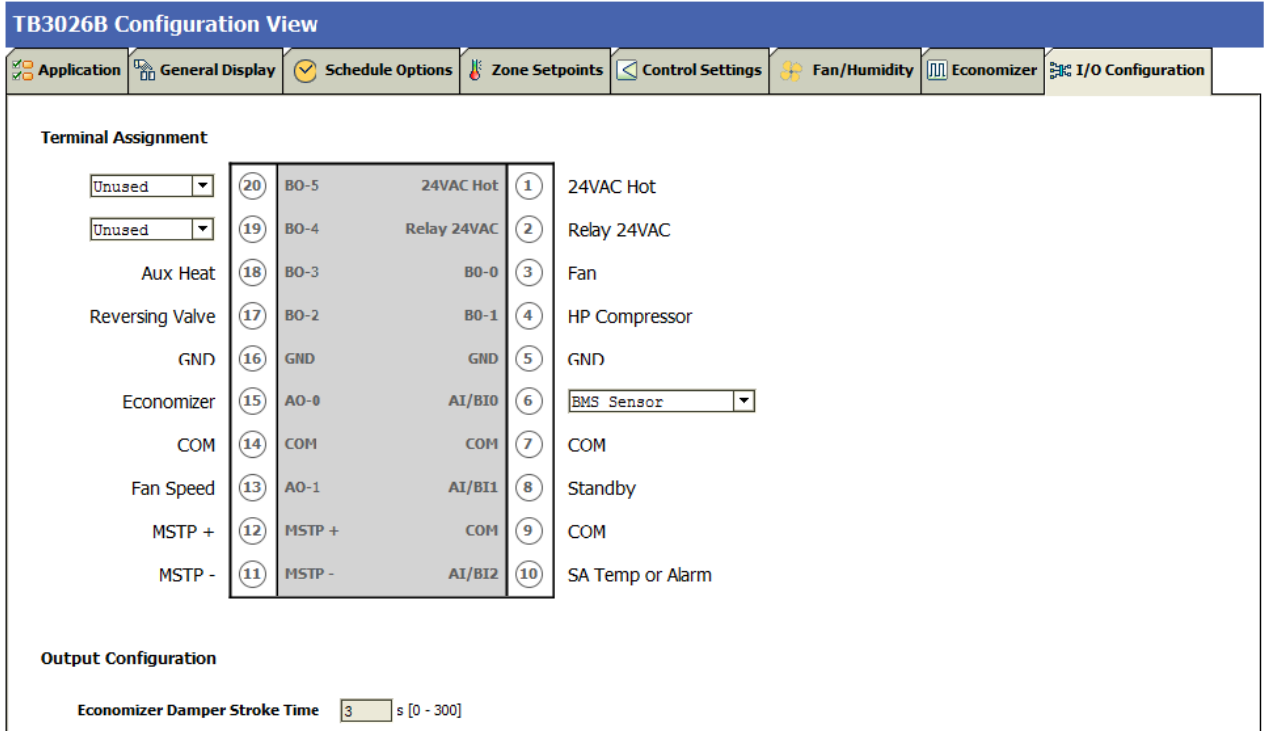 TB3026B Configuration View
Application General Display Schedule Options Zone Setpoints Control Settings Fan/Humidity Economizer I/O Configuration
Terminal Assignment
Unused 20 BO-5 24VAC Hot 1 24VAC Hot
Unused 19 BO-4 Relay 24VAC 2 Relay 24VAC
Aux Heat 18 BO-3 B0-0 3 Fan
Reversing Valve 17 BO-2 B0-1 4 HP Compressor
GND 16 GND GND 5 GND
Economizer 15 AO-0 AI/BI0 6 BMS Sensor
COM 14 COM COM 7 COM
Fan Speed 13 AO-1 AI/BI1 8 Standby
MSTP + 12 MSTP + COM 9 COM
MSTP - 11 MSTP - AI/BI2 10 SA Temp or Alarm
Output Configuration
Economizer Damper Stroke Time 3 s [0 - 300]